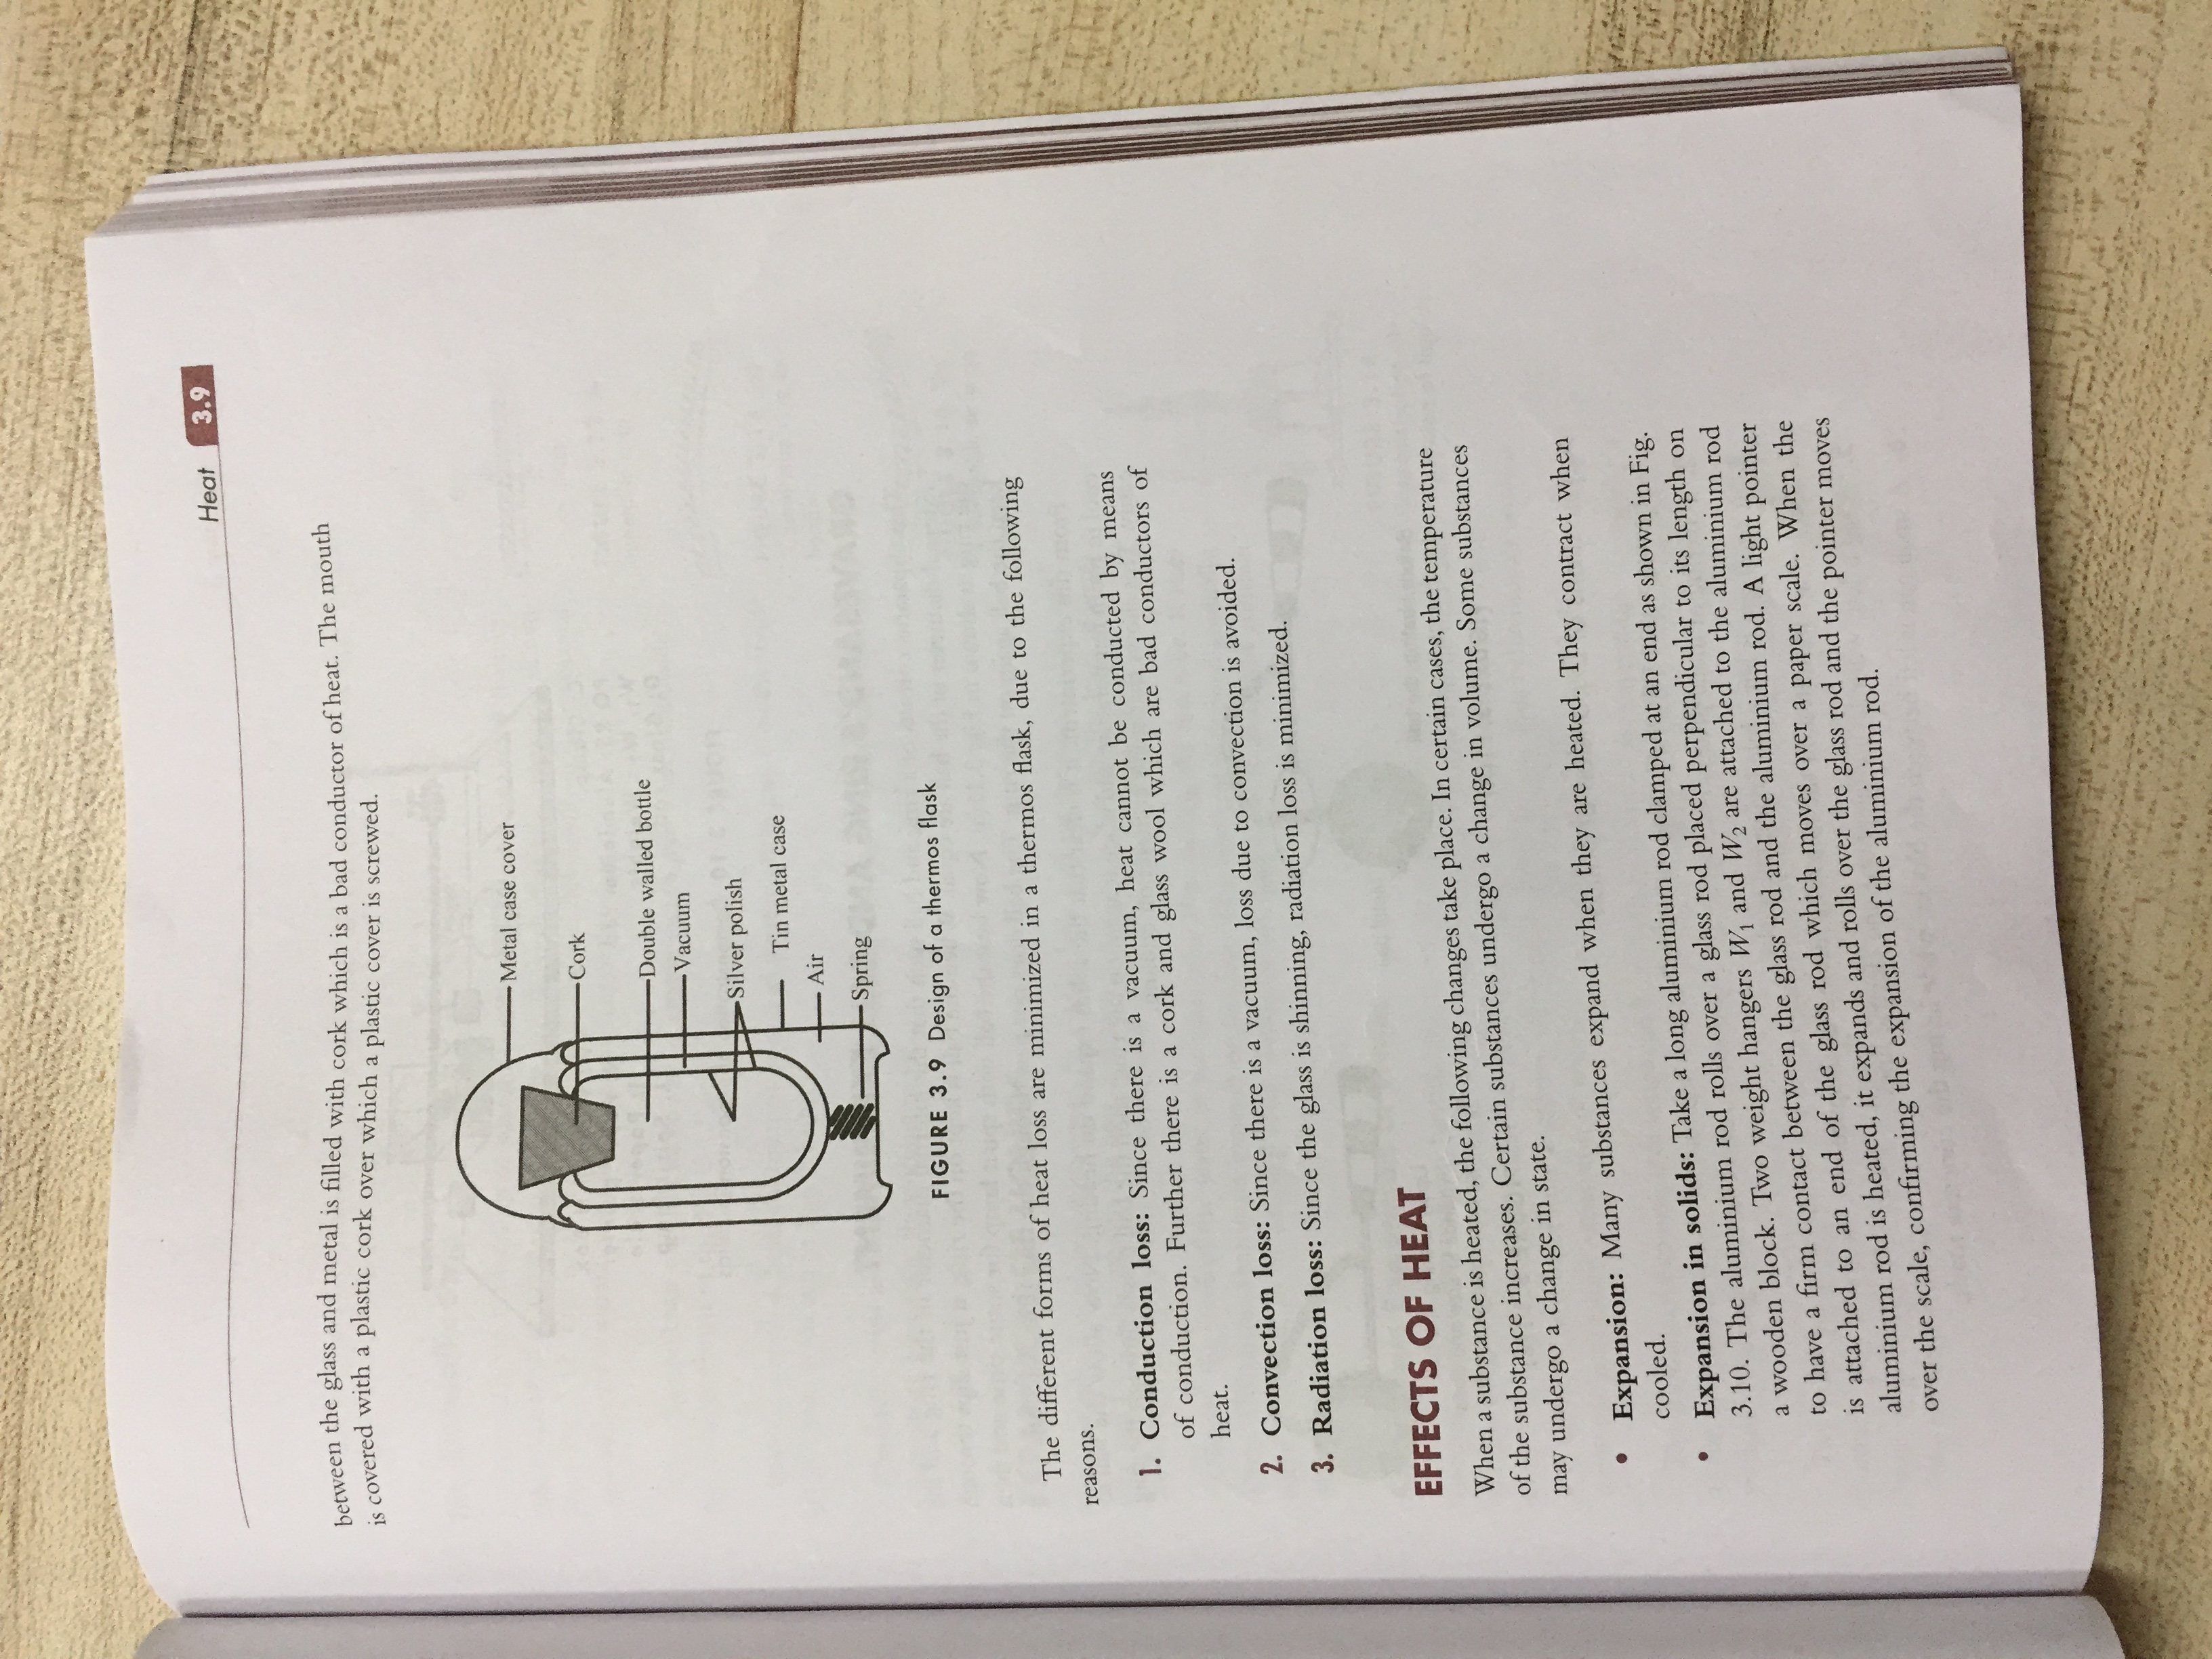 Heat 3.9
between the glass and metal is filled with cork which is a bad conductor of heat. The mouth
is covered with a plastic cork over which a plastic cover is screwed.
Metal case cover
Cork
Double walled bottle
Vacuum
Silver polish
Tin metal case
Air
Spring
FIGURE 3.9 Design of a thermos flask
The different forms of heat loss are minimized in a thermos flask, due to the following
reasons.
1. Conduction loss: Since there is a vacuum, heat cannot be conducted by means
of conduction. Further there is a cork and glass wool which are bad conductors of
heat.
2. Convection loss: Since there is a vacuum, loss due to convection is avoided.
3. Radiation loss: Since the glass is shinning, radiation loss is minimized.
EFFECTS OF HEAT
When a substance is heated, the following changes take place. In certain cases, the temperature
of the substance increases. Certain substances undergo a change in volume. Some substances
may undergo a change in state.
• Expansion: Many substances expand when they are heated. They contract when
cooled.
• Expansion in solids: Take a long aluminium rod clamped at an end as shown in Fig.
3.10. The aluminium rod rolls over a glass rod placed perpendicular to its length on
a wooden block. Two weight hangers W₁ and W₂ are attached to the aluminium rod
to have a firm contact between the glass rod and the aluminium rod. A light pointer
is attached to an end of the glass rod which moves over a paper scale. When the
aluminium rod is heated, it expands and rolls over the glass rod and the pointer moves
over the scale, confirming the expansion of the aluminium rod.